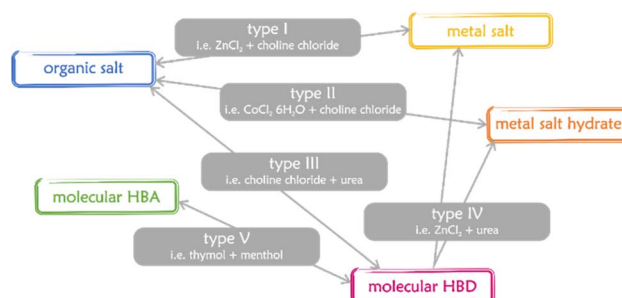 type I
i.e. ZnCl₂ + choline chloride
metal salt
organic salt
type II
i.e. CoCl₂ 6H₂O + choline chloride
metal salt hydrate
type III
i.e. choline chloride + urea
molecular HBA
type IV
i.e. ZnCl₂ + urea
type V
i.e. thymol + menthol
molecular HBD